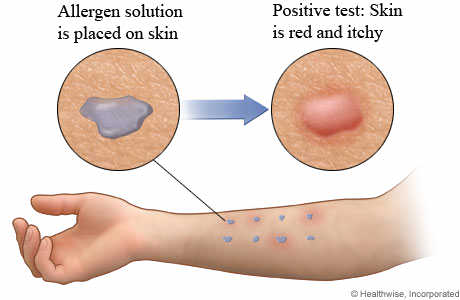 Allergen solution
is placed on skin
Positive test: Skin
is red and itchy
© Healthwise, Incorporated